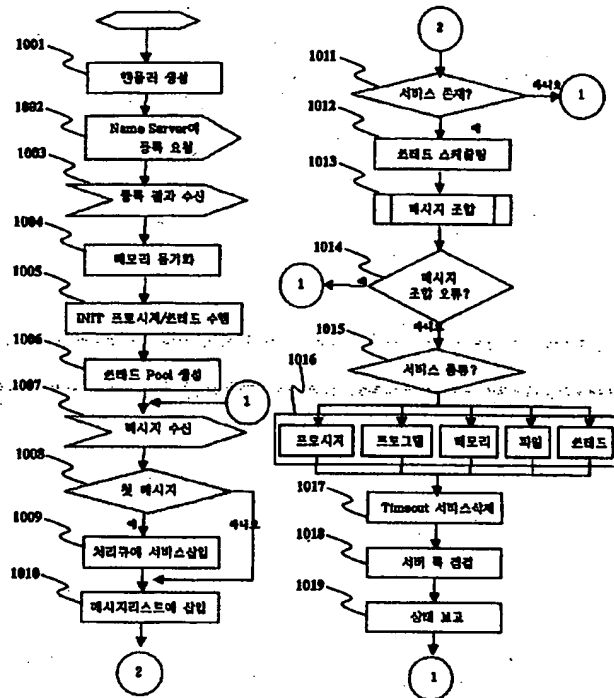 1001
핸들러 생성
1002
Name Server에
등록 요청
1003
등록 결과 수신
1004
메모리 동기화
1005
INIT 프로시져/쓰레드 수행
1006
쓰레드 Pool 생성
1
1007
메시지 수신
1008
첫 메시지
예
아니오
1009
처리큐에 서비스삽입
1010
메시지리스트에 삽입
2
2
1011
서비스 존재?
아니오
1
예
1012
쓰레드 스케쥴링
1013
메시지 조합
1014
메시지
조합 오류?
예
1
아니오
1015
서비스 종류?
1016
프로시져
프로그램
메모리
파일
쓰레드
1017
Timeout 서비스삭제
1018
서버 록 점검
1019
상태 보고
1